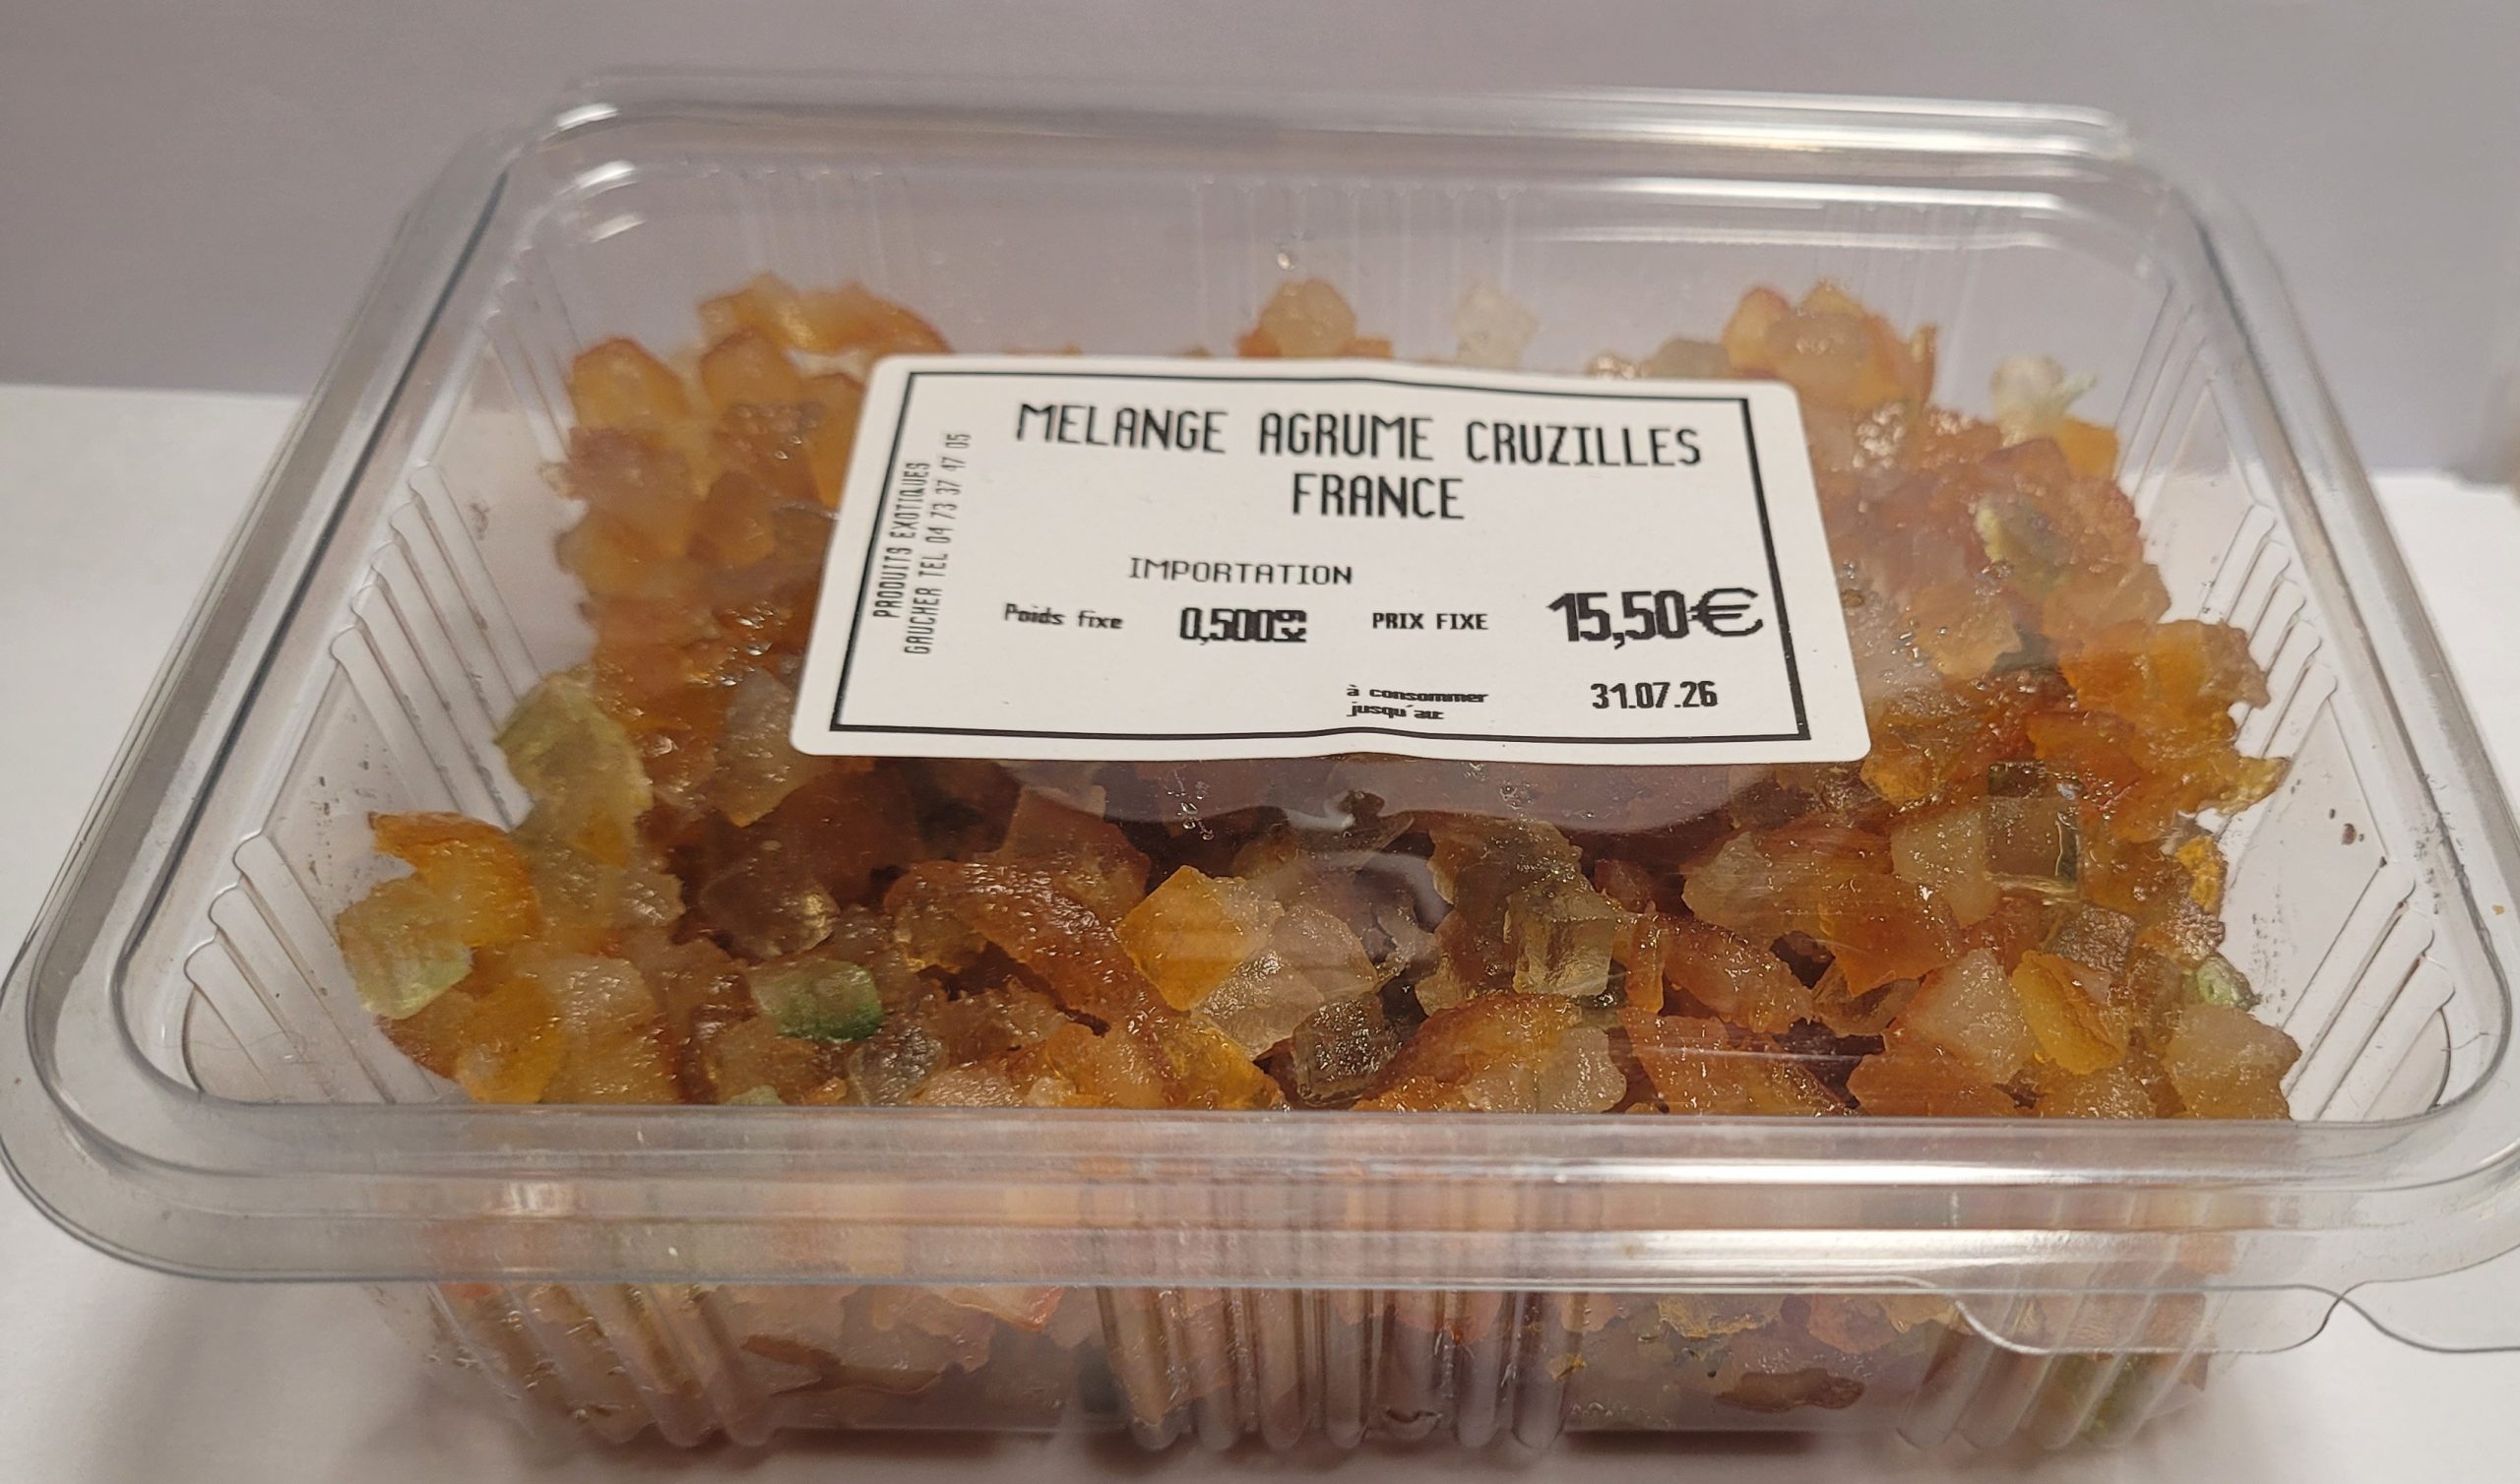 MELANGE AGRUME CRUZILLES
FRANCE
PRODUITS EXOTIQUES
GAUCHER TEL 04 73 37 47 05
IMPORTATION
Poids fixe 0,500kg PRIX FIXE 15,50€
à consommer
jusqu'au: 31.07.26